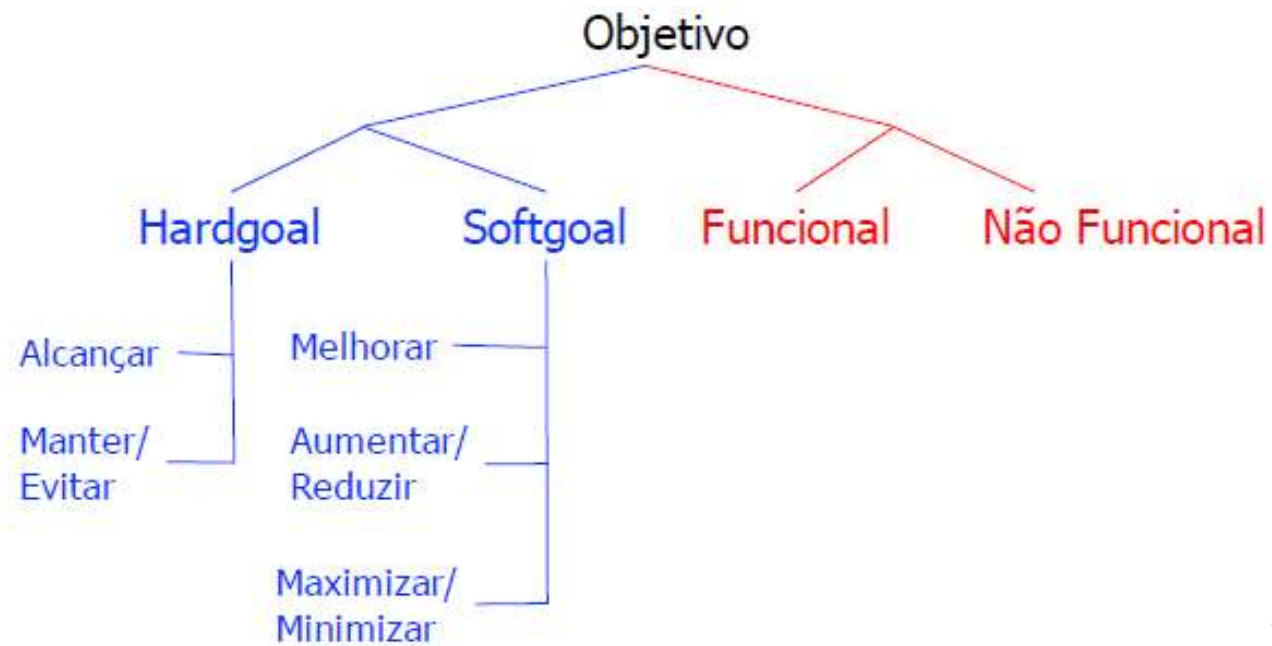 Objetivo
Hardgoal
Softgoal
Funcional
Não Funcional
Alcançar
Manter/
Evitar
Melhorar
Aumentar/
Reduzir
Maximizar/
Minimizar